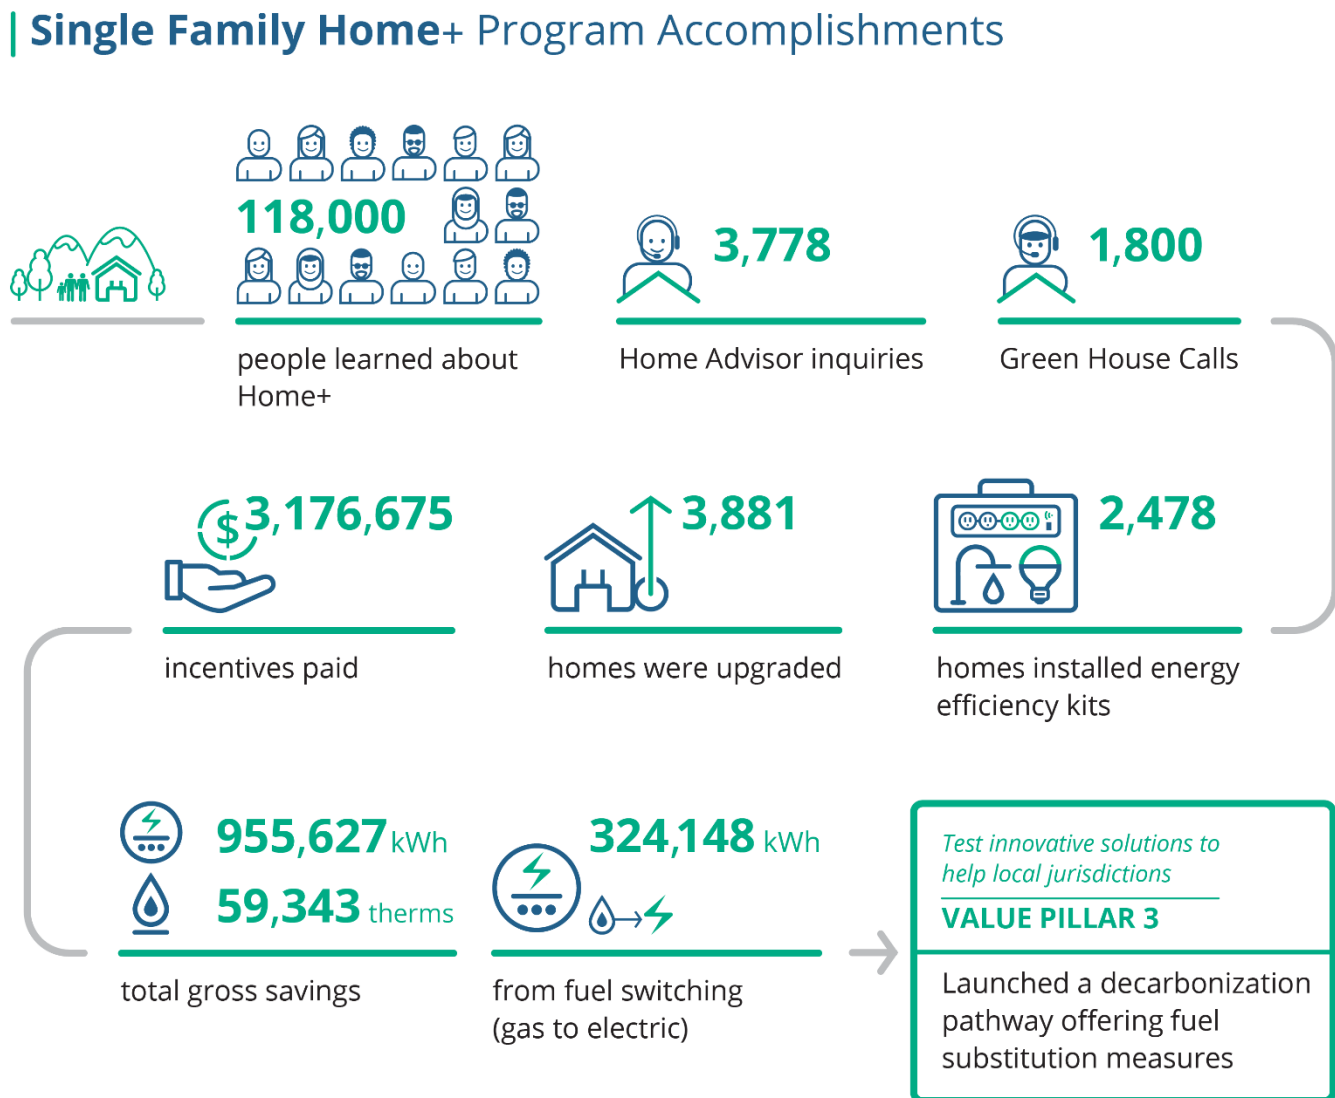 Single Family Home+ Program Accomplishments
118,000
people learned about
Home+
3,778
Home Advisor inquiries
1,800
Green House Calls
$3,176,675
incentives paid
3,881
homes were upgraded
2,478
homes installed energy
efficiency kits
955,627 kWh
59,343 therms
total gross savings
324,148 kWh
from fuel switching
(gas to electric)
Test innovative solutions to
help local jurisdictions
VALUE PILLAR 3
Launched a decarbonization
pathway offering fuel
substitution measures